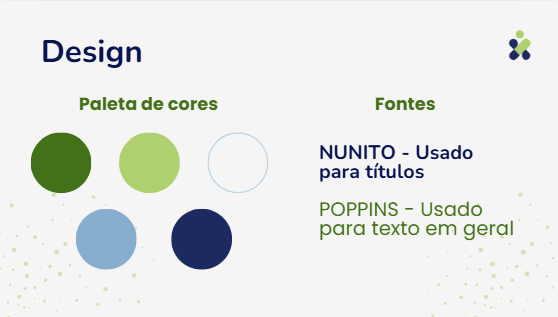 Design
Paleta de cores
Fontes
NUNITO - Usado
para títulos
POPPINS - Usado
para texto em geral